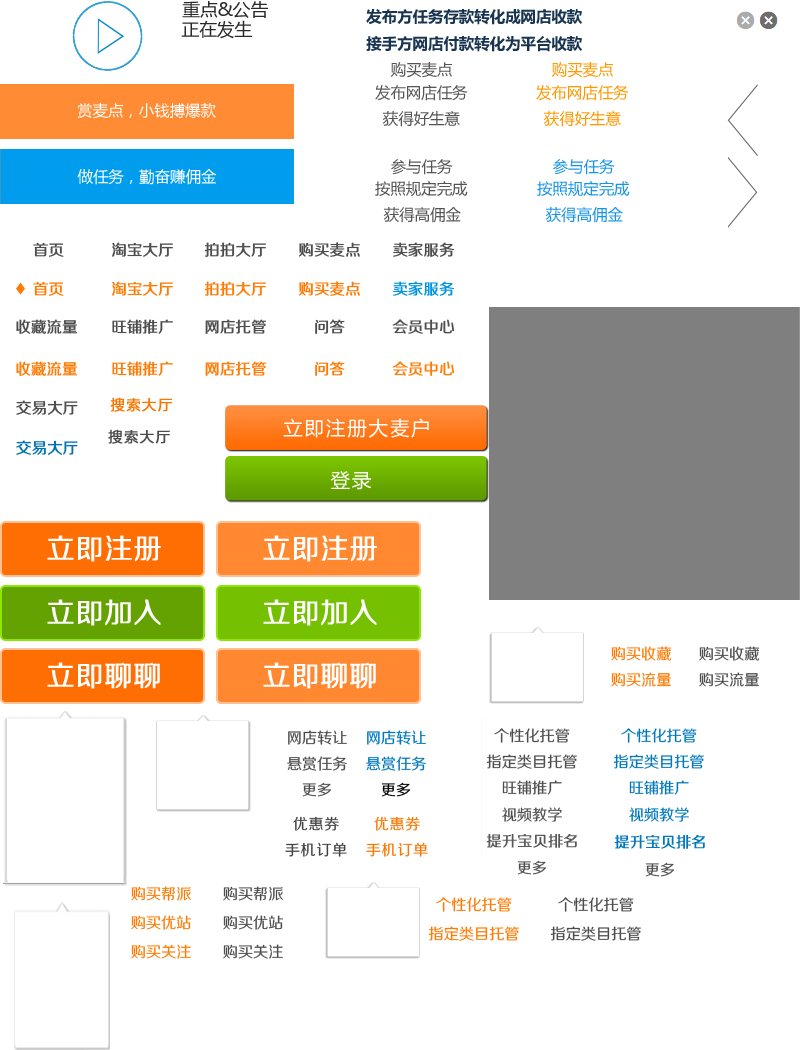 重点&公告
正在发生
发布方任务存款转化成网店收款
接手方网店付款转化为平台收款
购买麦点
发布网店任务
获得好生意
购买麦点
发布网店任务
获得好生意
赏麦点，小钱搏爆款
做任务，勤奋赚佣金
参与任务
按照规定完成
获得高佣金
参与任务
按照规定完成
获得高佣金
首页 淘宝大厅 拍拍大厅 购买麦点 卖家服务
首页 淘宝大厅 拍拍大厅 购买麦点 卖家服务
收藏流量 旺铺推广 网店托管 问答 会员中心
收藏流量 旺铺推广 网店托管 问答 会员中心
交易大厅 搜索大厅
交易大厅 搜索大厅
立即注册大麦户
登录
立即注册 立即注册
立即加入 立即加入
立即聊聊 立即聊聊
购买收藏 购买收藏
购买流量 购买流量
网店转让 网店转让
悬赏任务 悬赏任务
更多 更多
优惠券 优惠券
手机订单 手机订单
个性化托管 个性化托管
指定类目托管 指定类目托管
旺铺推广 旺铺推广
视频教学 视频教学
提升宝贝排名 提升宝贝排名
更多 更多
购买帮派 购买帮派
购买优站 购买优站
购买关注 购买关注
个性化托管 个性化托管
指定类目托管 指定类目托管